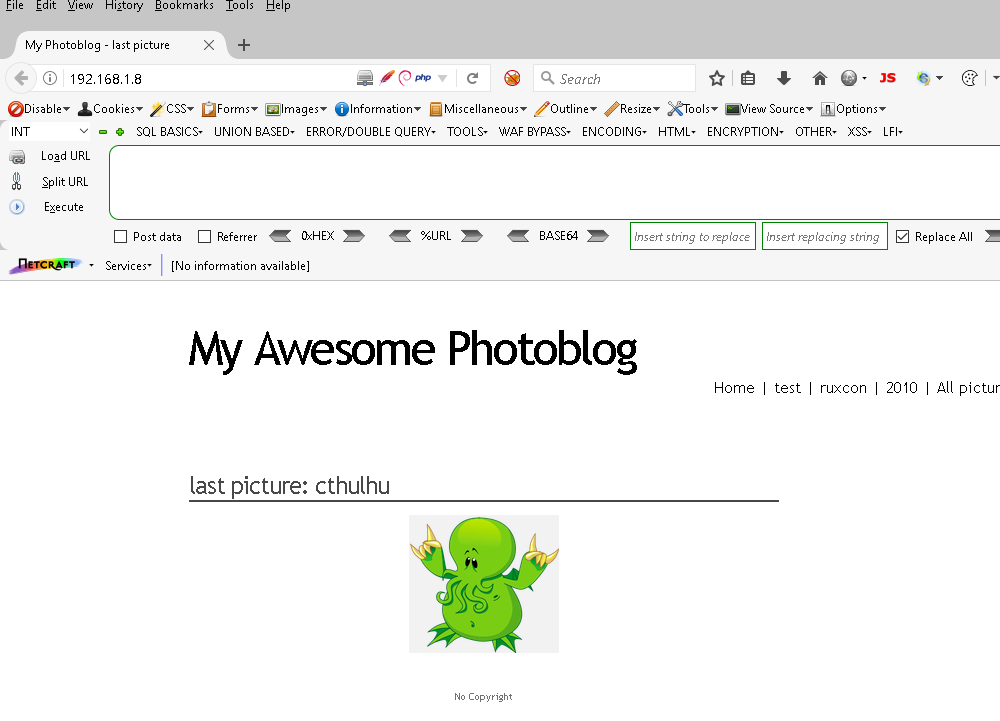 File Edit View History Bookmarks Tools Help
My Photoblog - last picture
192.168.1.8 php Search JS
Disable Cookies CSS Forms Images Information Miscellaneous Outline Resize Tools View Source Options
INT SQL BASICS UNION BASED ERROR/DOUBLE QUERY TOOLS WAF BYPASS ENCODING HTML ENCRYPTION OTHER XSS LFI
Load URL
Split URL
Execute
Post data Referrer 0xHEX %URL BASE64 Insert string to replace Insert replacing string Replace All
NETCRAFT Services [No information available]
My Awesome Photoblog
Home | test | ruxcon | 2010 | All pictur
last picture: cthulhu
No Copyright